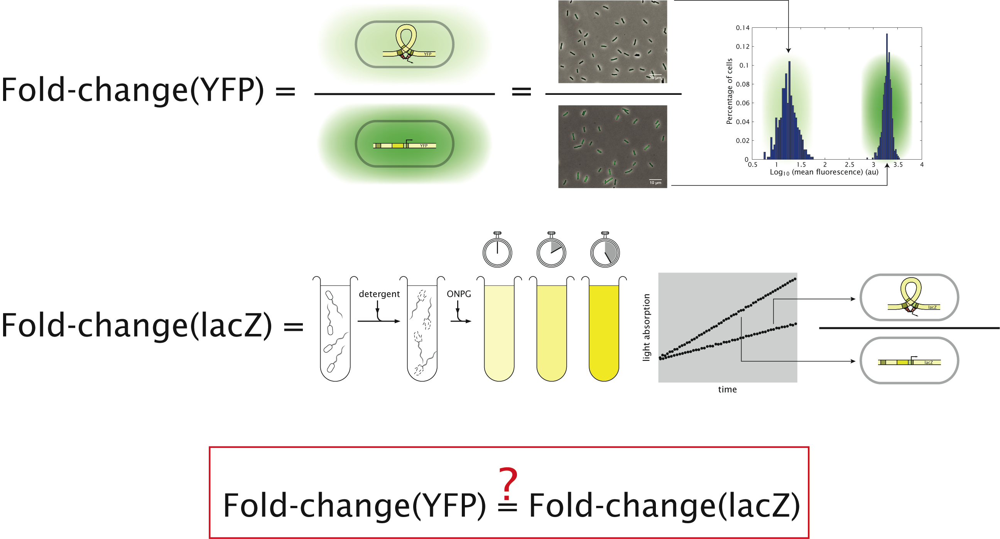 YFP
Fold-change(YFP) = =
YFP
10 µm
10 µm
Percentage of cells
0.14
0.12
0.1
0.08
0.06
0.04
0.02
0
0.5 1 1.5 2 2.5 3 3.5 4
Log10 (mean fluorescence) (au)
Fold-change(lacZ) =
detergent
ONPG
light absorption
time
lacZ
lacZ
?
Fold-change(YFP) = Fold-change(lacZ)